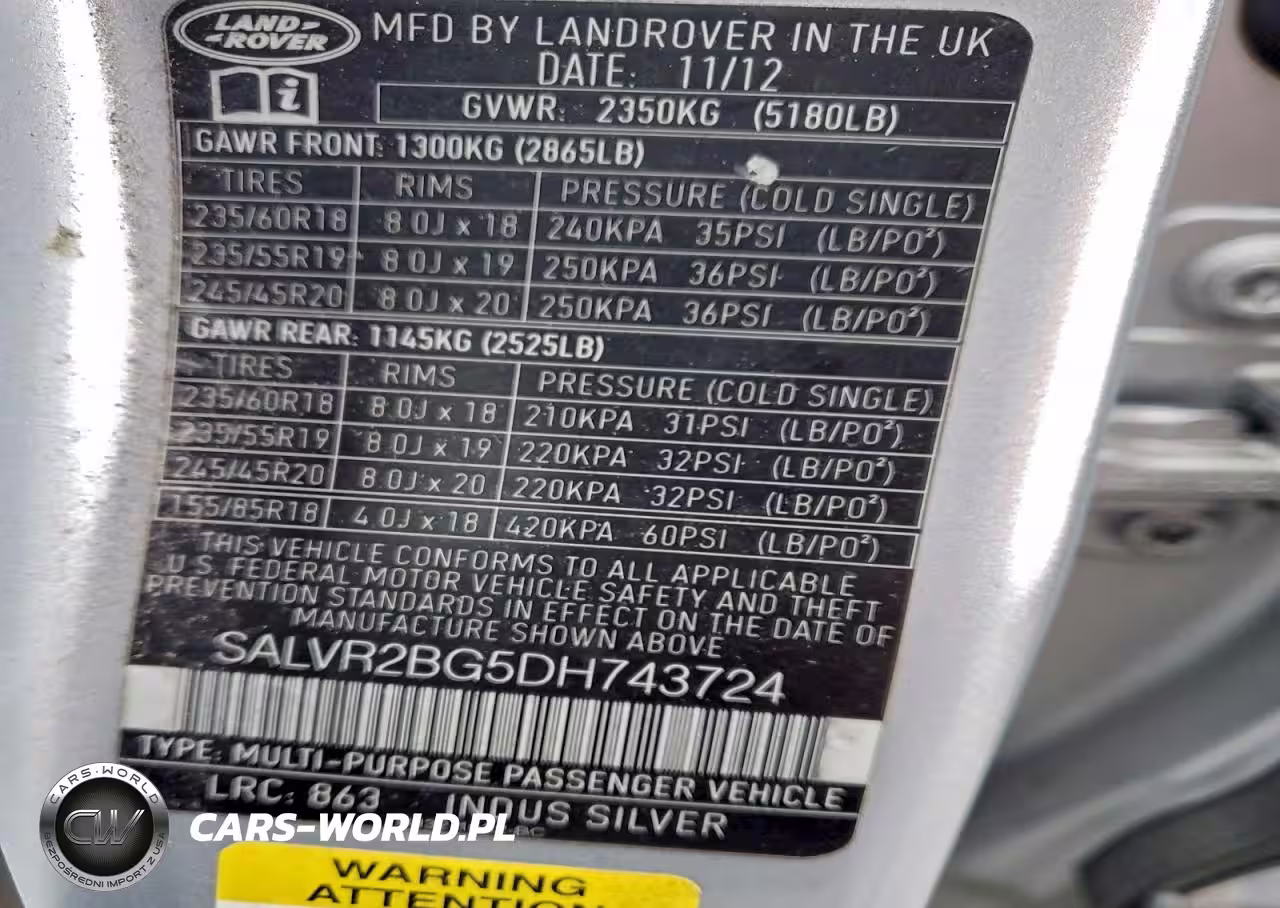 LAND-ROVER MFD BY LANDROVER IN THE UK
DATE: 11/12
i GVWR: 2350KG (5180LB)
GAWR FRONT: 1300KG (2865LB)
TIRES RIMS PRESSURE (COLD SINGLE)
235/60R18 8.0J x 18 240KPA 35PSI (LB/PO²)
235/55R19 8.0J x 19 250KPA 36PSI (LB/PO²)
245/45R20 8.0J x 20 250KPA 36PSI (LB/PO²)
GAWR REAR: 1145KG (2525LB)
TIRES RIMS PRESSURE (COLD SINGLE)
235/60R18 8.0J x 18 210KPA 31PSI (LB/PO²)
235/55R19 8.0J x 19 220KPA 32PSI (LB/PO²)
245/45R20 8.0J x 20 220KPA 32PSI (LB/PO²)
155/85R18 4.0J x 18 420KPA 60PSI (LB/PO²)
THIS VEHICLE CONFORMS TO ALL APPLICABLE
U.S. FEDERAL MOTOR VEHICLE SAFETY AND THEFT
PREVENTION STANDARDS IN EFFECT ON THE DATE OF
MANUFACTURE SHOWN ABOVE
SALVR2BG5DH743724
TYPE: MULTI-PURPOSE PASSENGER VEHICLE
LRC: 863 INDUS SILVER
CARS-WORLD
CW
BEZPOŚREDNI IMPORT Z USA
CARS-WORLD.PL
WARNING
ATTENTION